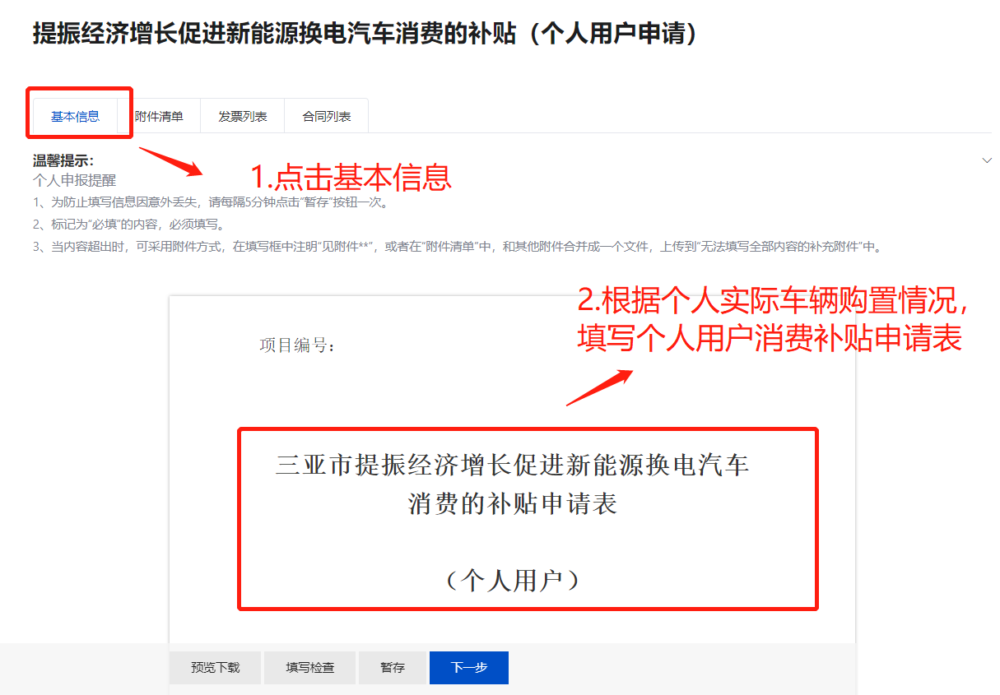 提振经济增长促进新能源换电汽车消费的补贴（个人用户申请）
基本信息
附件清单
发票列表
合同列表
温馨提示：
个人申报提醒
1.点击基本信息
1、为防止填写信息因意外丢失，请每隔5分钟点击“暂存”按钮一次。
2、标记为“必填”的内容，必须填写。
3、当内容超出时，可采用附件方式，在填写框中注明“见附件**”，或者在“附件清单”中，和其他附件合并成一个文件，上传到“无法填写全部内容的补充附件”中。
2.根据个人实际车辆购置情况，
填写个人用户消费补贴申请表
项目编号：
三亚市提振经济增长促进新能源换电汽车
消费的补贴申请表
（个人用户）
预览下载
填写检查
暂存
下一步